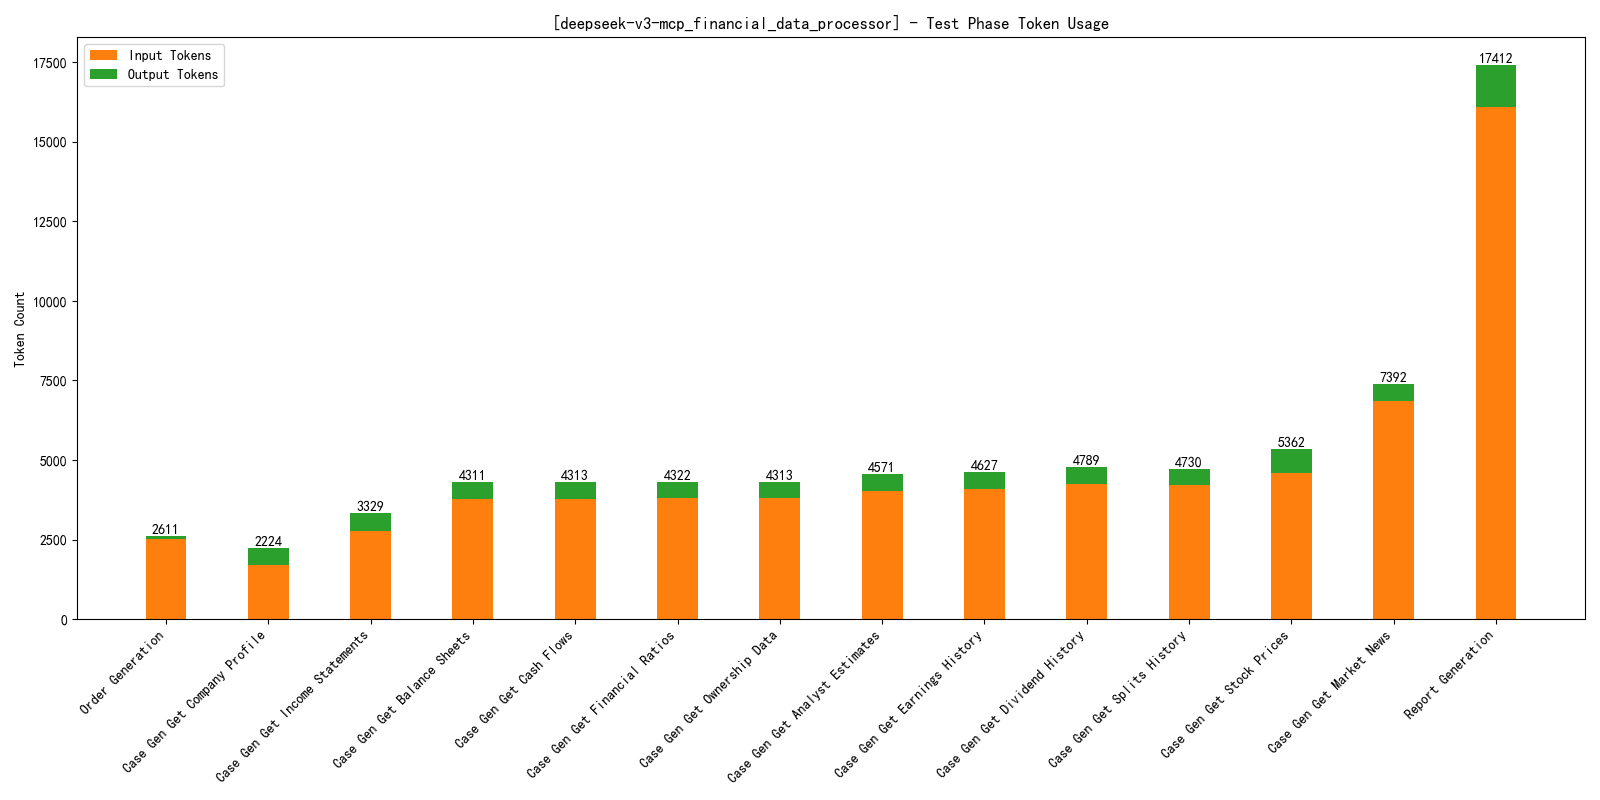 [deepseek-v3-mcp_financial_data_processor] - Test Phase Token Usage
Input Tokens
Output Tokens
Token Count
17500
15000
12500
10000
7500
5000
2500
0
2611
2224
3329
4311
4313
4322
4313
4571
4627
4789
4730
5362
7392
17412
Order Generation
Case Gen Get Company Profile
Case Gen Get Income Statements
Case Gen Get Balance Sheets
Case Gen Get Cash Flows
Case Gen Get Financial Ratios
Case Gen Get Ownership Data
Case Gen Get Analyst Estimates
Case Gen Get Earnings History
Case Gen Get Dividend History
Case Gen Get Splits History
Case Gen Get Stock Prices
Case Gen Get Market News
Report Generation